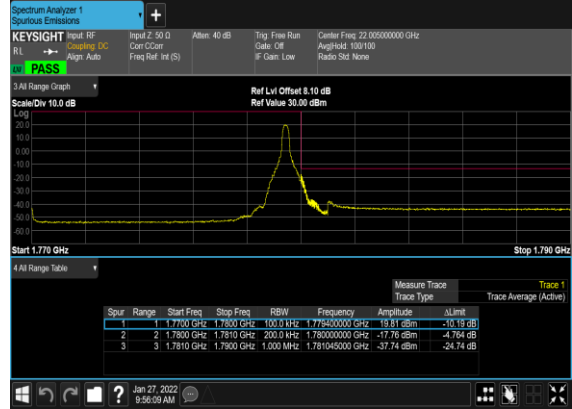 Spectrum Analyzer 1
Spurious Emissions
+
KEYSIGHT Input: RF Input Z: 50 Ω Atten: 40 dB Trig: Free Run Center Freq: 22.005000000 GHz
RL Coupling: DC Corr CCorr Gate: Off Avg|Hold: 100/100
Align: Auto Freq Ref: Int (S) IF Gain: Low Radio Std: None
PASS
3 All Range Graph
Ref Lvl Offset 8.10 dB
Scale/Div 10.0 dB Ref Value 30.00 dBm
Log
20.0
10.0
0.00
-10.0
-20.0
-30.0
-40.0
-50.0
-60.0
Start 1.770 GHz Stop 1.790 GHz
4 All Range Table
Measure Trace Trace 1
Trace Type Trace Average (Active)
Spur Range Start Freq Stop Freq RBW Frequency Amplitude ΔLimit
1 1 1.7700 GHz 1.7800 GHz 100.0 kHz 1.779400000 GHz 19.81 dBm -10.19 dB
2 2 1.7800 GHz 1.7810 GHz 200.0 kHz 1.780000000 GHz -17.76 dBm -4.764 dB
3 3 1.7810 GHz 1.7900 GHz 1.000 MHz 1.781045000 GHz -37.74 dBm -24.74 dB
?
Jan 27, 2022
9:56:09 AM